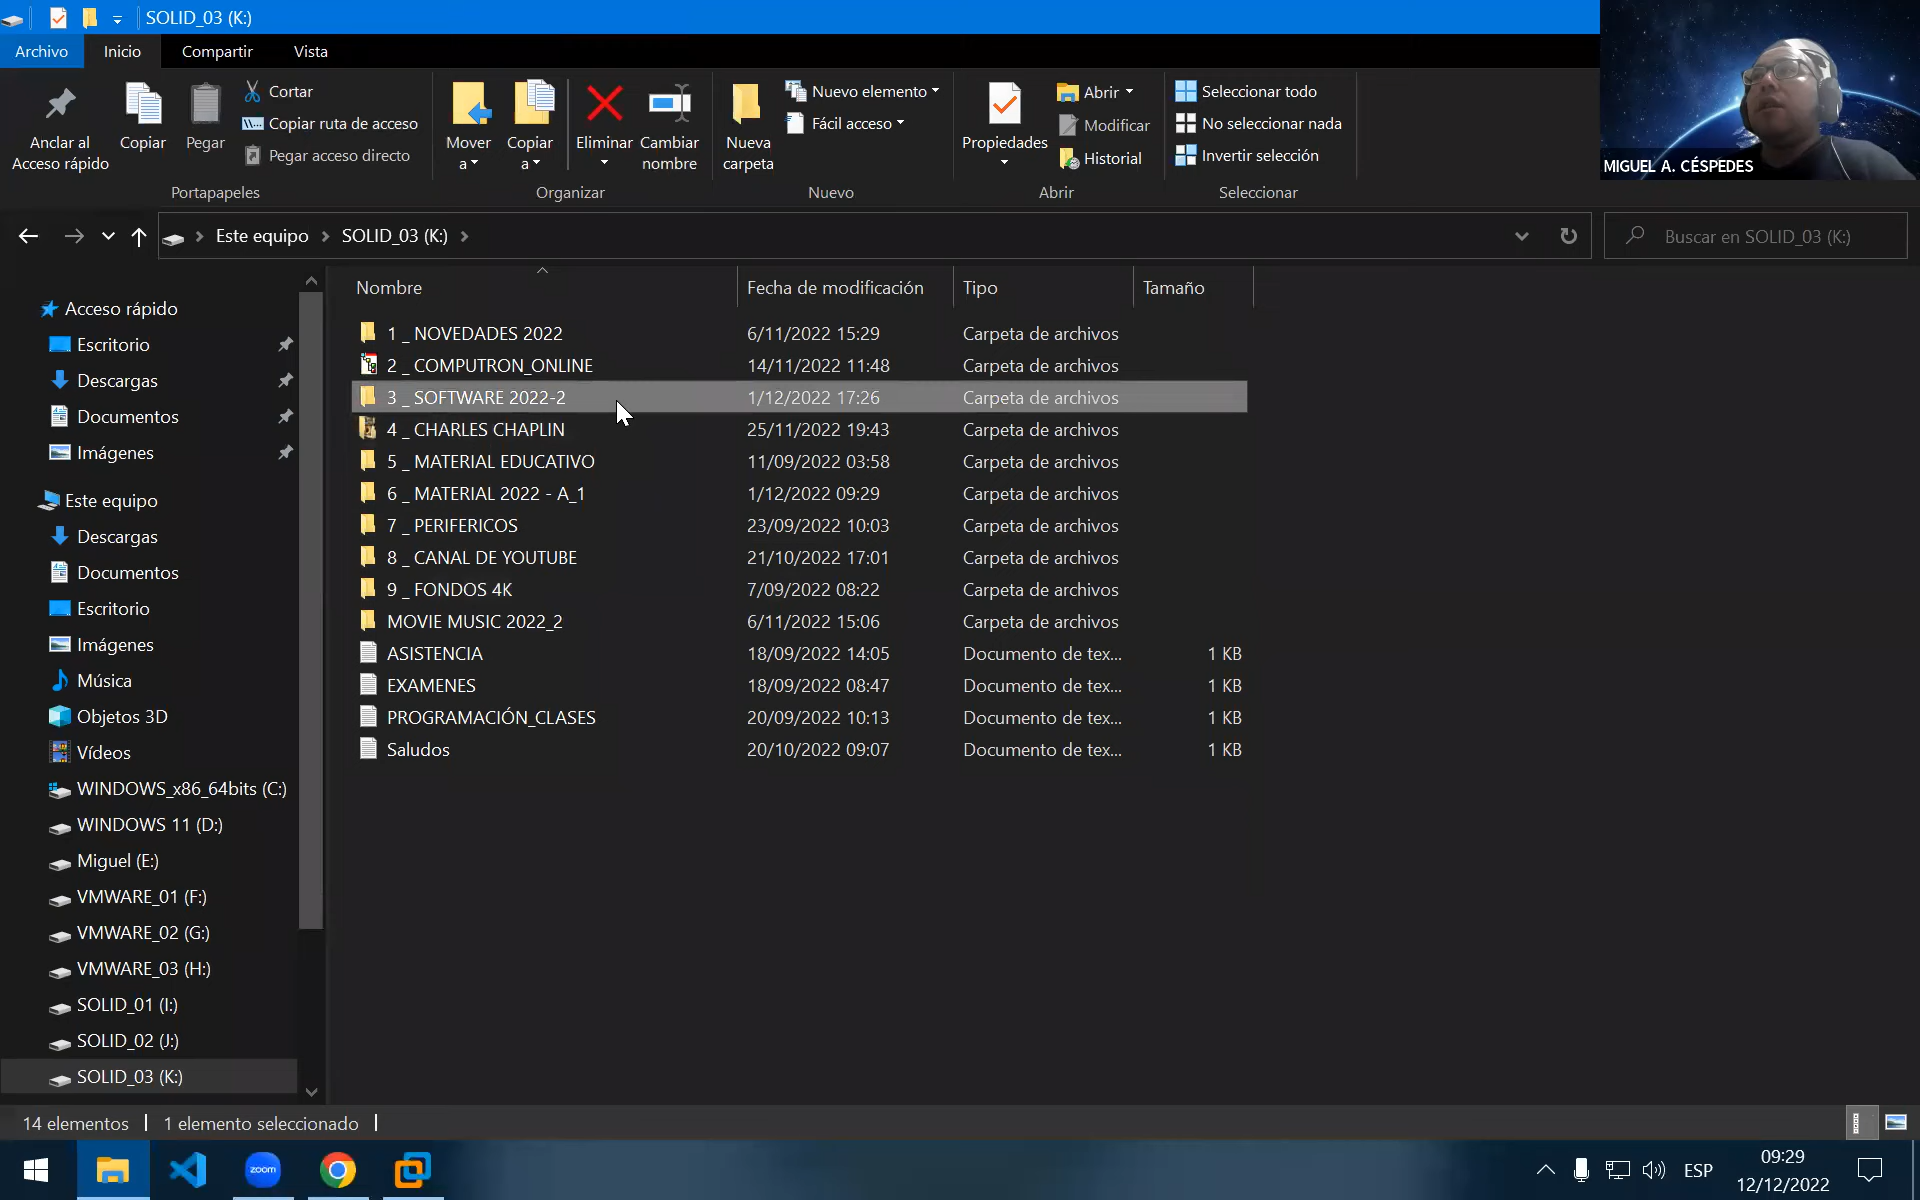 SOLID_03 (K:)
Archivo Inicio Compartir Vista
Anclar al Acceso rápido
Copiar
Pegar
Cortar
Copiar ruta de acceso
Pegar acceso directo
Portapapeles
Mover a
Copiar a
Eliminar
Cambiar nombre
Organizar
Nueva carpeta
Nuevo elemento
Fácil acceso
Nuevo
Propiedades
Abrir
Modificar
Historial
Abrir
Seleccionar todo
No seleccionar nada
Invertir selección
Seleccionar
MIGUEL A. CÉSPEDES
Este equipo SOLID_03 (K:)
Buscar en SOLID_03 (K:)
Acceso rápido
Escritorio
Descargas
Documentos
Imágenes
Este equipo
Descargas
Documentos
Escritorio
Imágenes
Música
Objetos 3D
Vídeos
WINDOWS_x86_64bits (C:)
WINDOWS 11 (D:)
Miguel (E:)
VMWARE_01 (F:)
VMWARE_02 (G:)
VMWARE_03 (H:)
SOLID_01 (I:)
SOLID_02 (J:)
SOLID_03 (K:)
Nombre Fecha de modificación Tipo Tamaño
1 _ NOVEDADES 2022 6/11/2022 15:29 Carpeta de archivos
2 _ COMPUTRON_ONLINE 14/11/2022 11:48 Carpeta de archivos
3 _ SOFTWARE 2022-2 1/12/2022 17:26 Carpeta de archivos
4 _ CHARLES CHAPLIN 25/11/2022 19:43 Carpeta de archivos
5 _ MATERIAL EDUCATIVO 11/09/2022 03:58 Carpeta de archivos
6 _ MATERIAL 2022 - A_1 1/12/2022 09:29 Carpeta de archivos
7 _ PERIFERICOS 23/09/2022 10:03 Carpeta de archivos
8 _ CANAL DE YOUTUBE 21/10/2022 17:01 Carpeta de archivos
9 _ FONDOS 4K 7/09/2022 08:22 Carpeta de archivos
MOVIE MUSIC 2022_2 6/11/2022 15:06 Carpeta de archivos
ASISTENCIA 18/09/2022 14:05 Documento de tex... 1 KB
EXAMENES 18/09/2022 08:47 Documento de tex... 1 KB
PROGRAMACIÓN_CLASES 20/09/2022 10:13 Documento de tex... 1 KB
Saludos 20/10/2022 09:07 Documento de tex... 1 KB
14 elementos 1 elemento seleccionado
zoom
ESP
09:29
12/12/2022